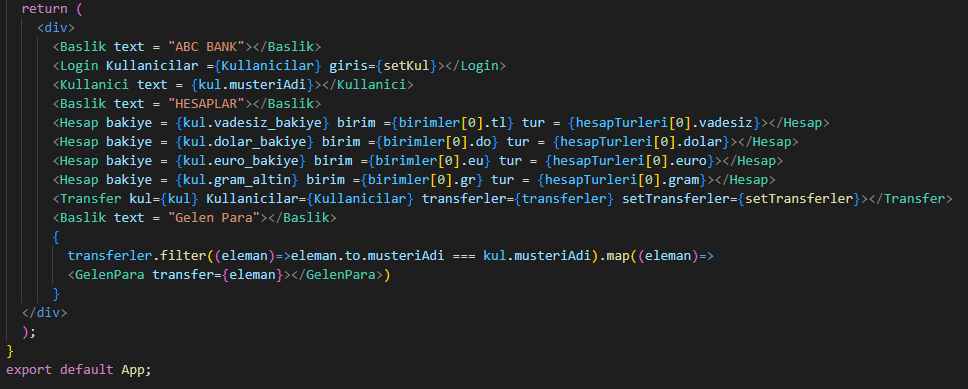 return (
<div>
<Baslik text = "ABC BANK"></Baslik>
<Login Kullanicilar ={Kullanicilar} giris={setKul}></Login>
<Kullanici text = {kul.musteriAdi}></Kullanici>
<Baslik text = "HESAPLAR"></Baslik>
<Hesap bakiye = {kul.vadesiz_bakiye} birim ={birimler[0].tl} tur = {hesapTurleri[0].vadesiz}></Hesap>
<Hesap bakiye = {kul.dolar_bakiye} birim ={birimler[0].do} tur = {hesapTurleri[0].dolar}></Hesap>
<Hesap bakiye = {kul.euro_bakiye} birim ={birimler[0].eu} tur = {hesapTurleri[0].euro}></Hesap>
<Hesap bakiye = {kul.gram_altin} birim ={birimler[0].gr} tur = {hesapTurleri[0].gram}></Hesap>
<Transfer kul={kul} Kullanicilar={Kullanicilar} transferler={transferler} setTransferler={setTransferler}></Transfer>
<Baslik text = "Gelen Para"></Baslik>
{
transferler.filter((eleman)=>eleman.to.musteriAdi === kul.musteriAdi).map((eleman)=>
<GelenPara transfer={eleman}></GelenPara>)
}
</div>
);
}
export default App;